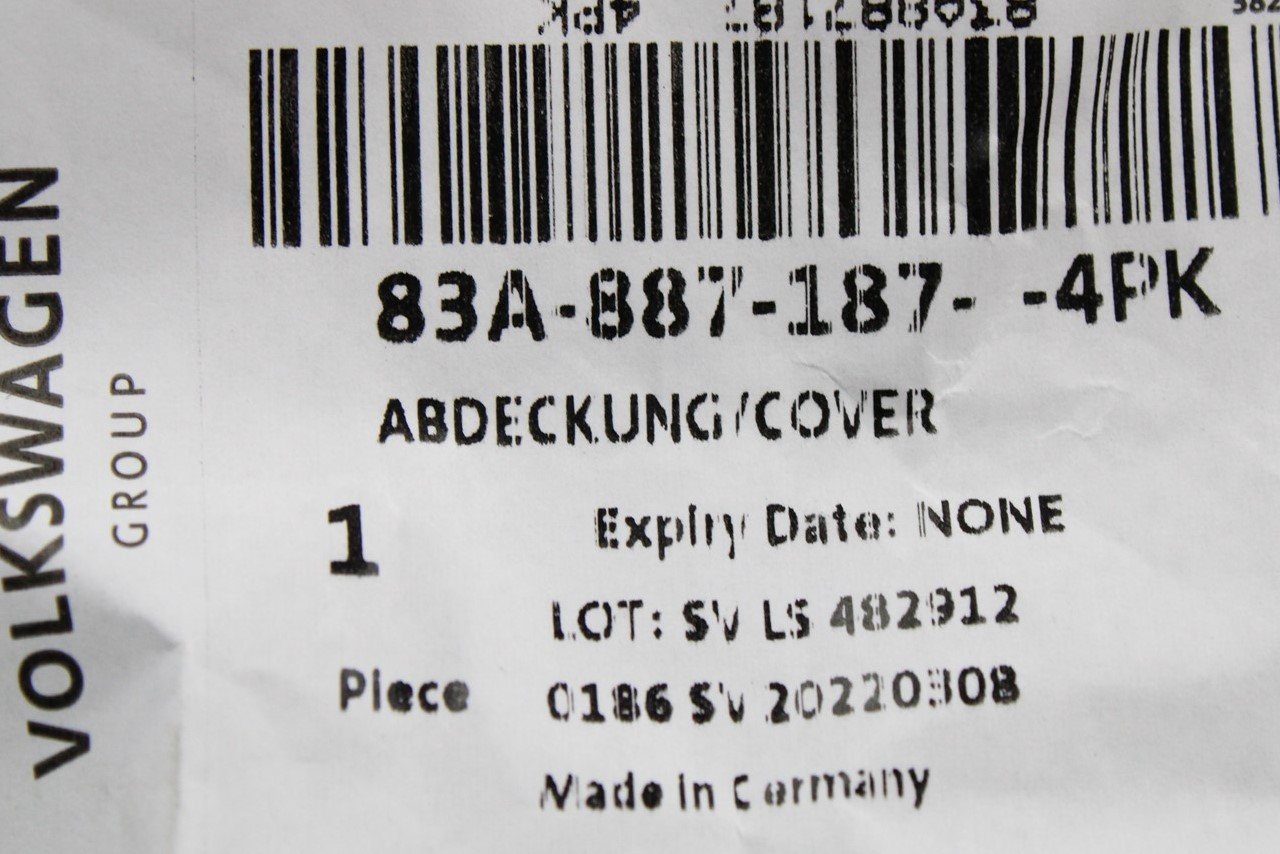 83A-887-187- -4PK
ABDECKUNG/COVER
1
Piece
Expiry Date: NONE
LOT: SV LS 482912
0186 SV 20220308
Made in Germany
VOLKSWAGEN
GROUP